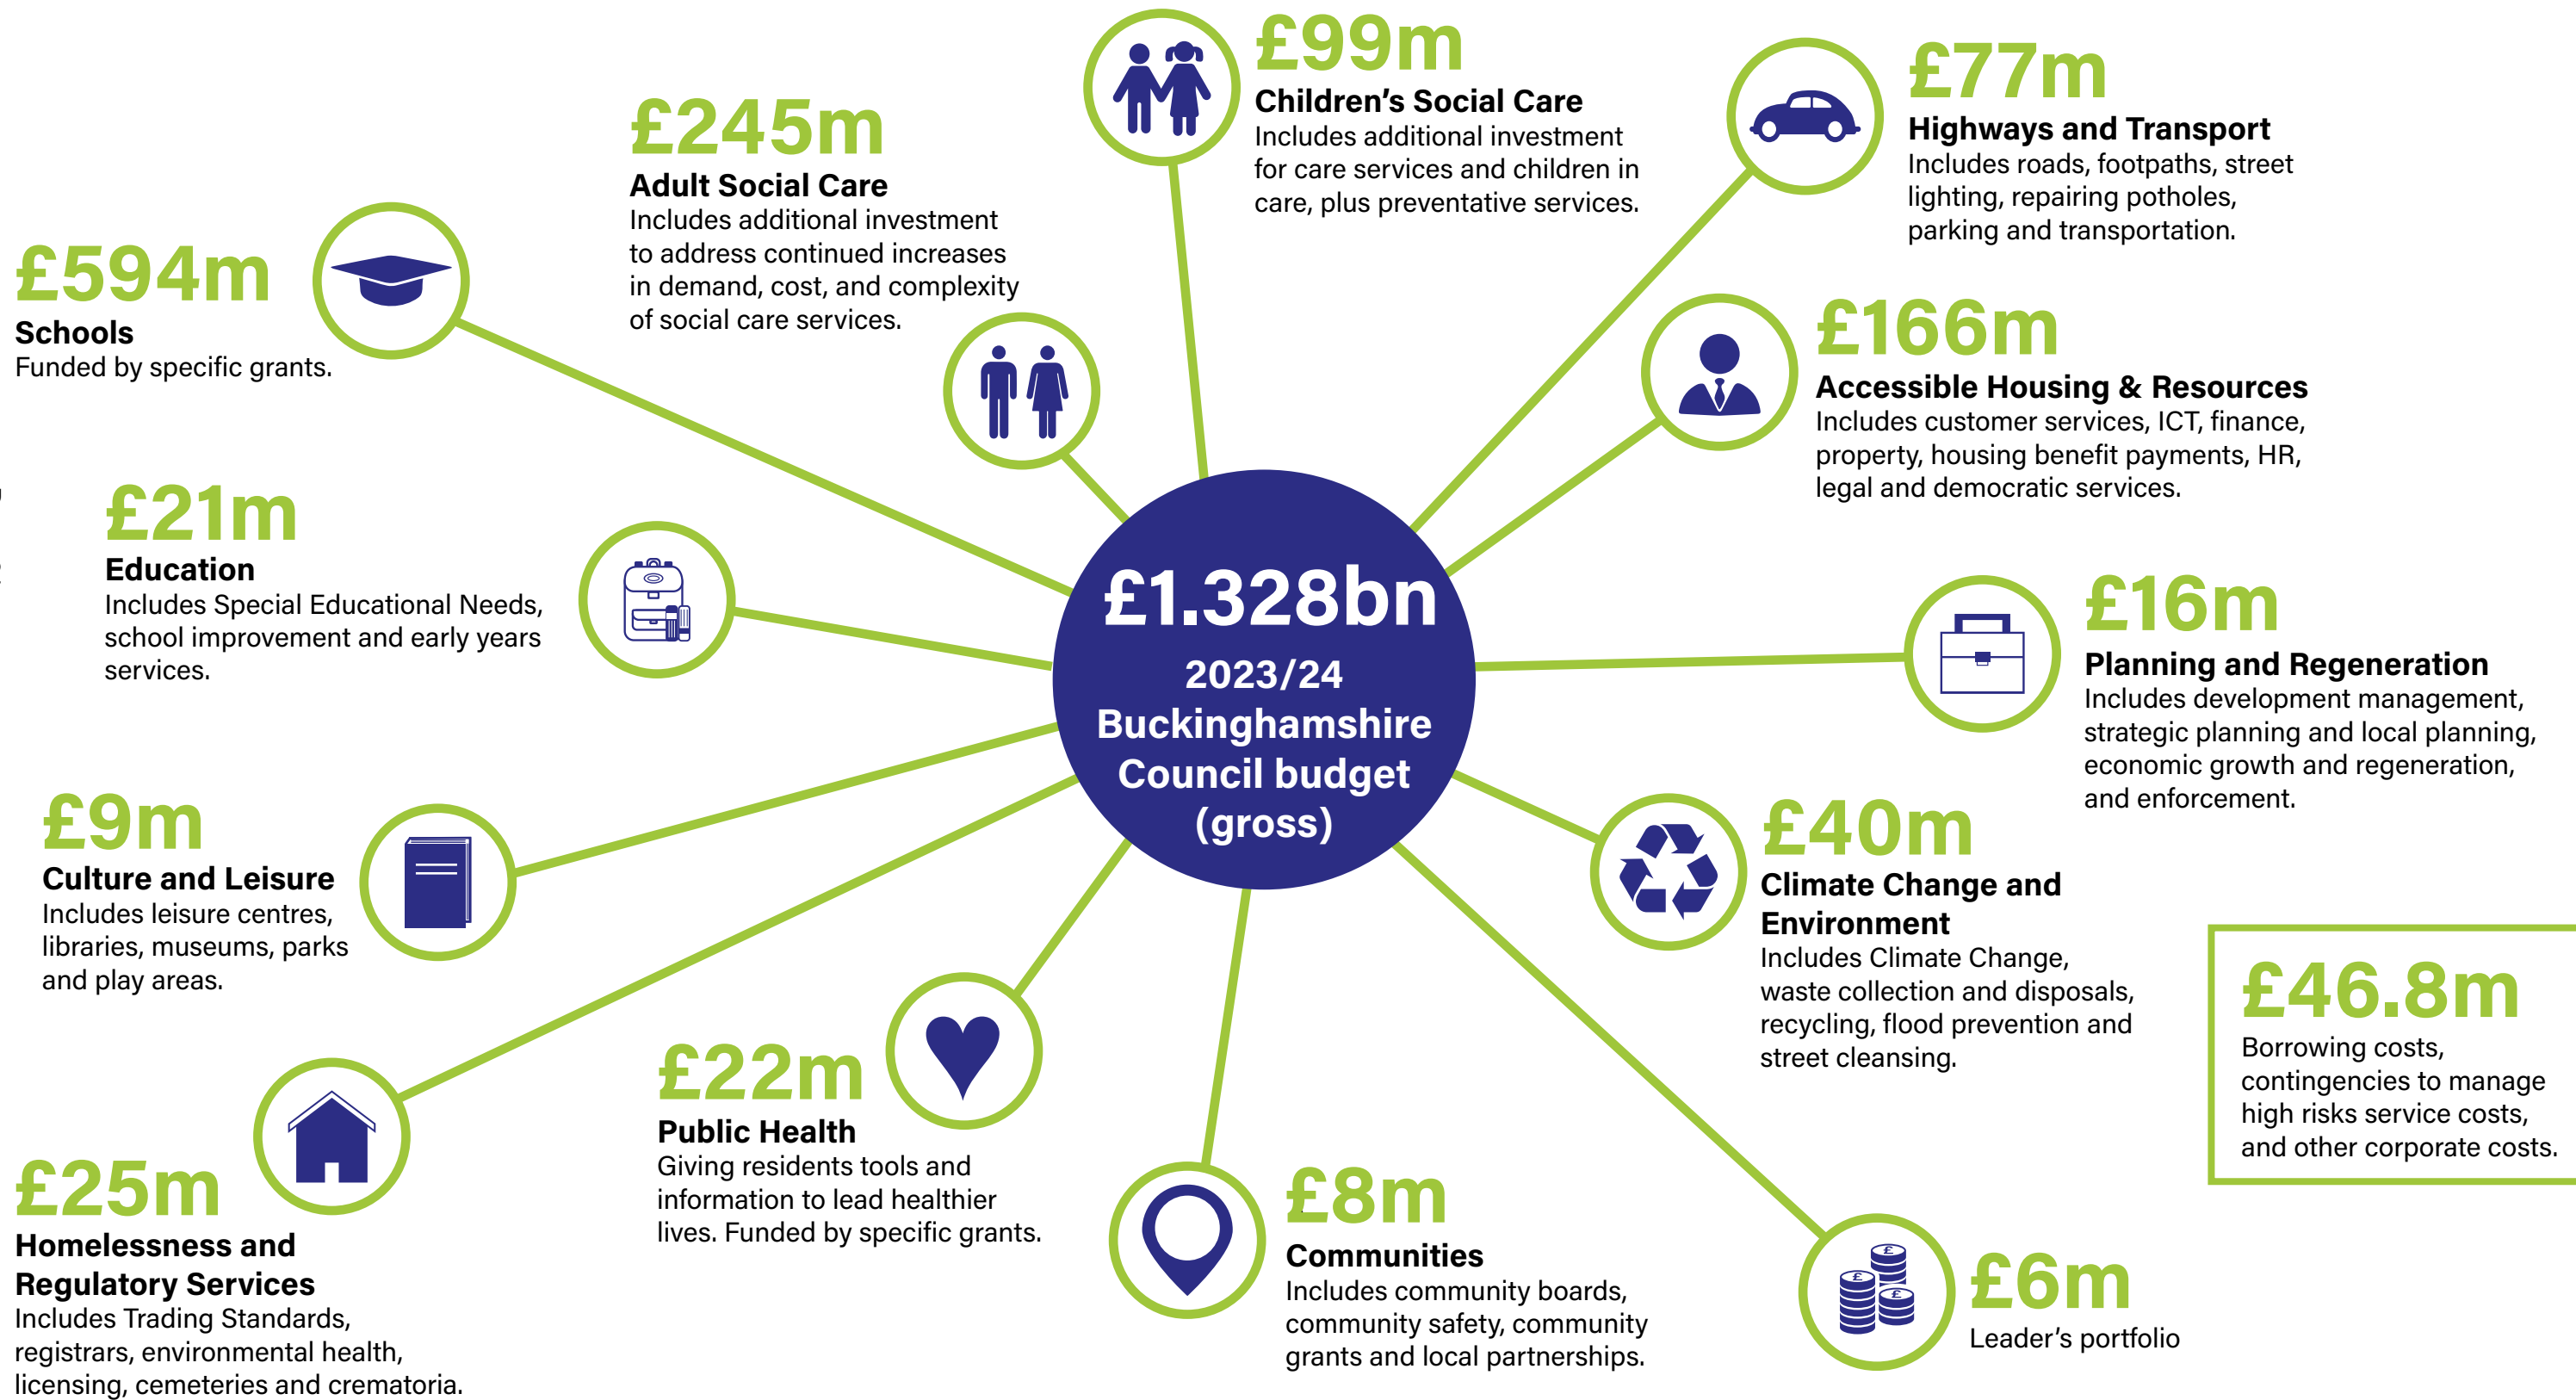 £594m
Schools
Funded by specific grants.
£245m
Adult Social Care
Includes additional investment
to address continued increases
in demand, cost, and complexity
of social care services.
£99m
Children's Social Care
Includes additional investment
for care services and children in
care, plus preventative services.
£77m
Highways and Transport
Includes roads, footpaths, street
lighting, repairing potholes,
parking and transportation.
£166m
Accessible Housing & Resources
Includes customer services, ICT, finance,
property, housing benefit payments, HR,
legal and democratic services.
£21m
Education
Includes Special Educational Needs,
school improvement and early years
services.
£1.328bn
2023/24
Buckinghamshire
Council budget
(gross)
£16m
Planning and Regeneration
Includes development management,
strategic planning and local planning,
economic growth and regeneration,
and enforcement.
£9m
Culture and Leisure
Includes leisure centres,
libraries, museums, parks
and play areas.
£40m
Climate Change and
Environment
Includes Climate Change,
waste collection and disposals,
recycling, flood prevention and
street cleansing.
£46.8m
Borrowing costs,
contingencies to manage
high risks service costs,
and other corporate costs.
£25m
Homelessness and
Regulatory Services
Includes Trading Standards,
registrars, environmental health,
licensing, cemeteries and crematoria.
£22m
Public Health
Giving residents tools and
information to lead healthier
lives. Funded by specific grants.
£8m
Communities
Includes community boards,
community safety, community
grants and local partnerships.
£6m
Leader's portfolio
£
£
£